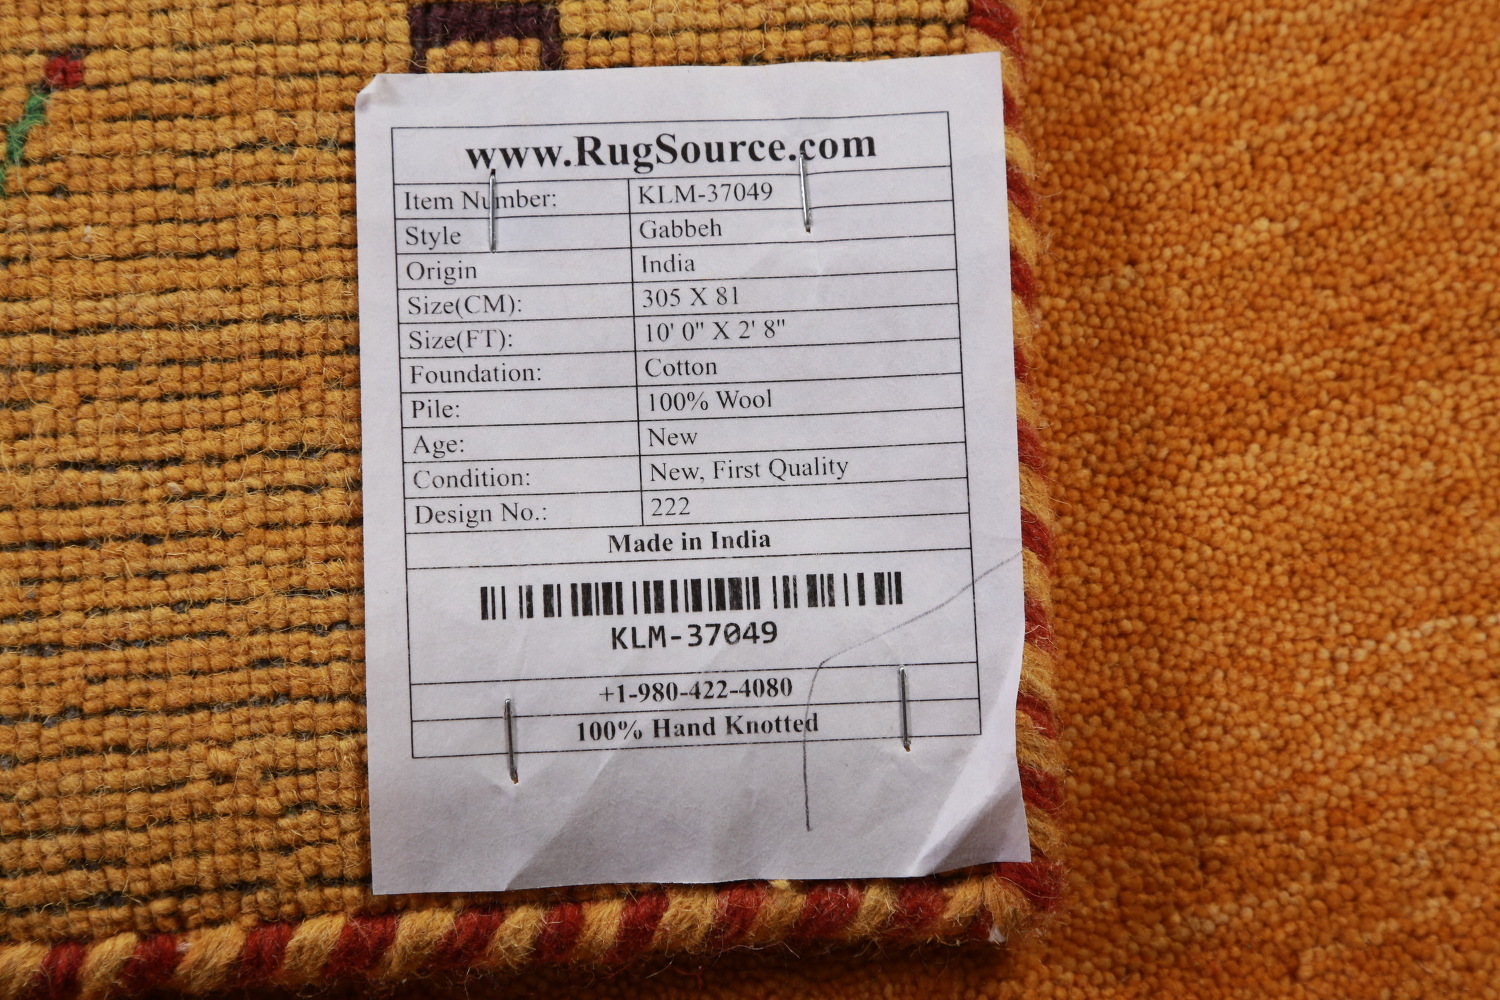 www.RugSource.com
Item Number: KLM-37049
Style Gabbeh
Origin India
Size(CM): 305 X 81
Size(FT): 10' 0" X 2' 8"
Foundation: Cotton
Pile: 100% Wool
Age: New
Condition: New, First Quality
Design No.: 222
Made in India
KLM-37049
+1-980-422-4080
100% Hand Knotted